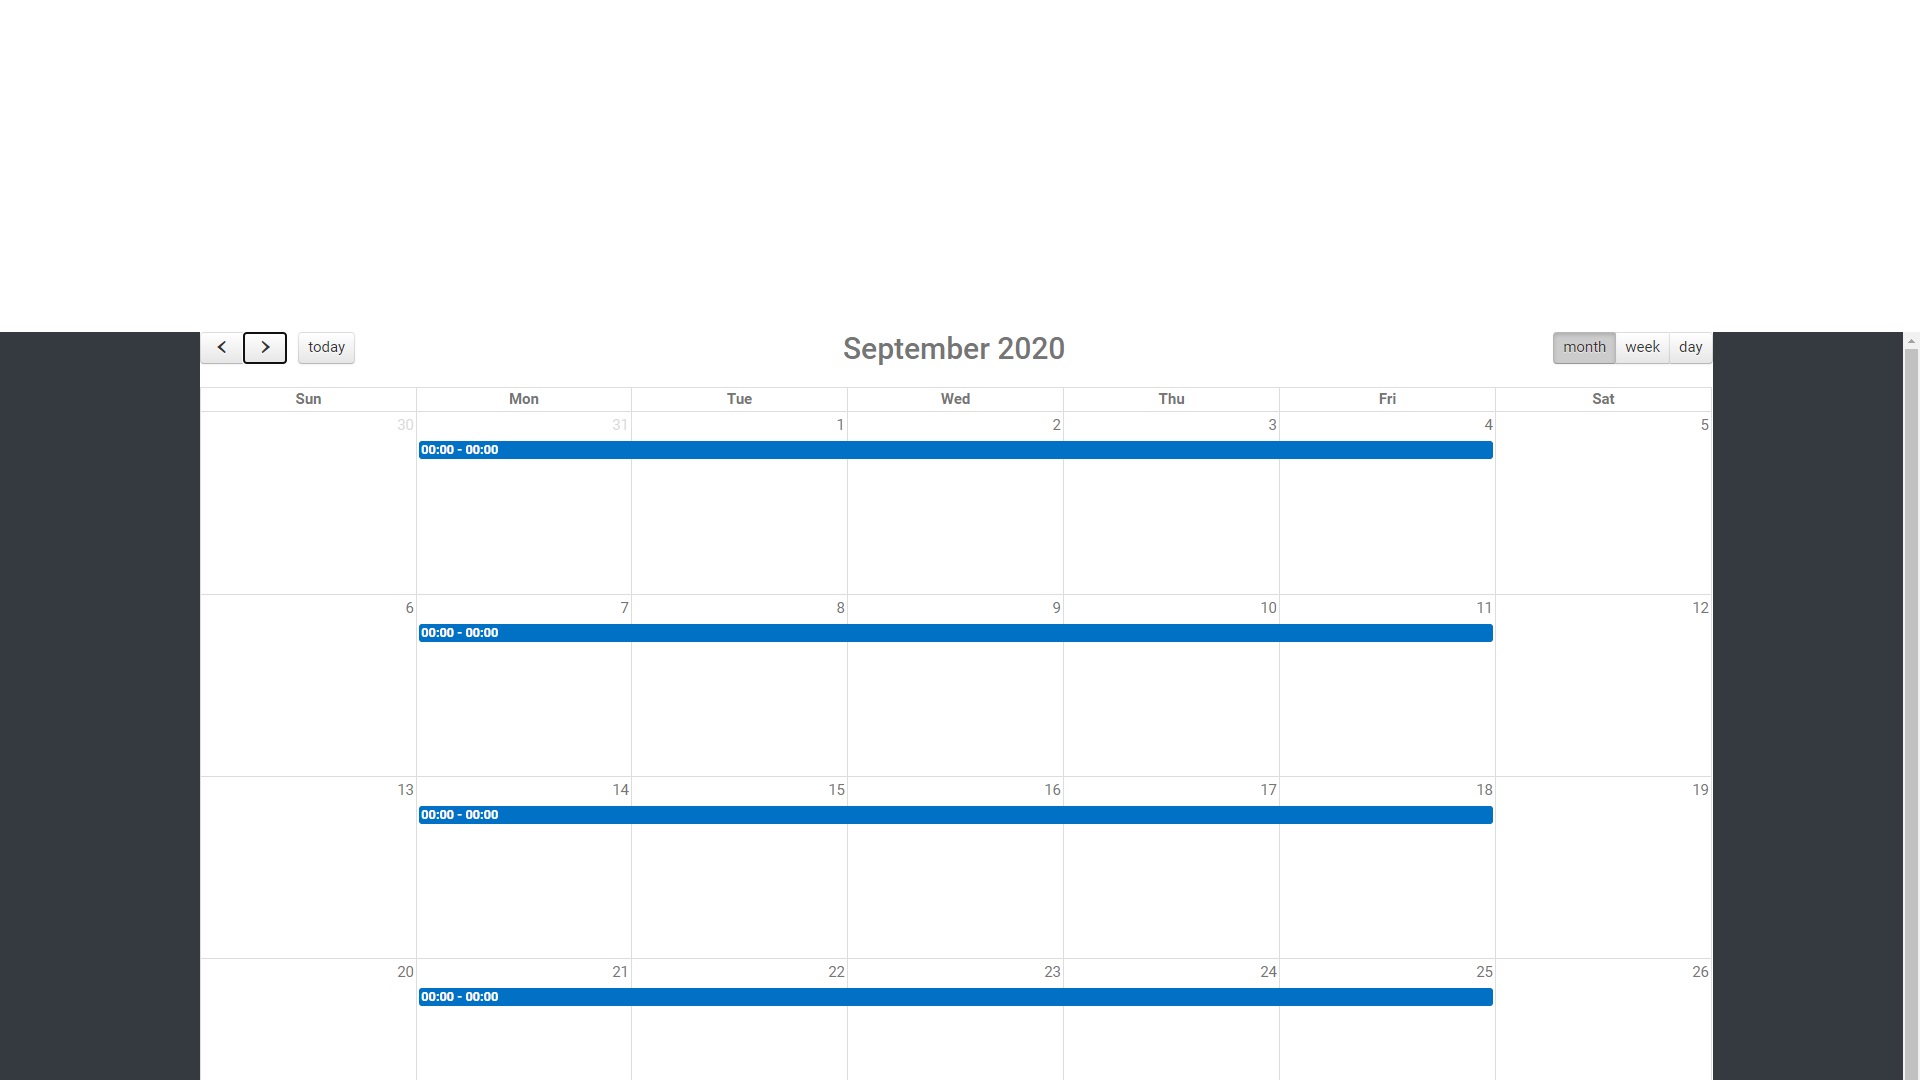 < > today September 2020 month week day
Sun Mon Tue Wed Thu Fri Sat
30 31 1 2 3 4 5
00:00 - 00:00
6 7 8 9 10 11 12
00:00 - 00:00
13 14 15 16 17 18 19
00:00 - 00:00
20 21 22 23 24 25 26
00:00 - 00:00